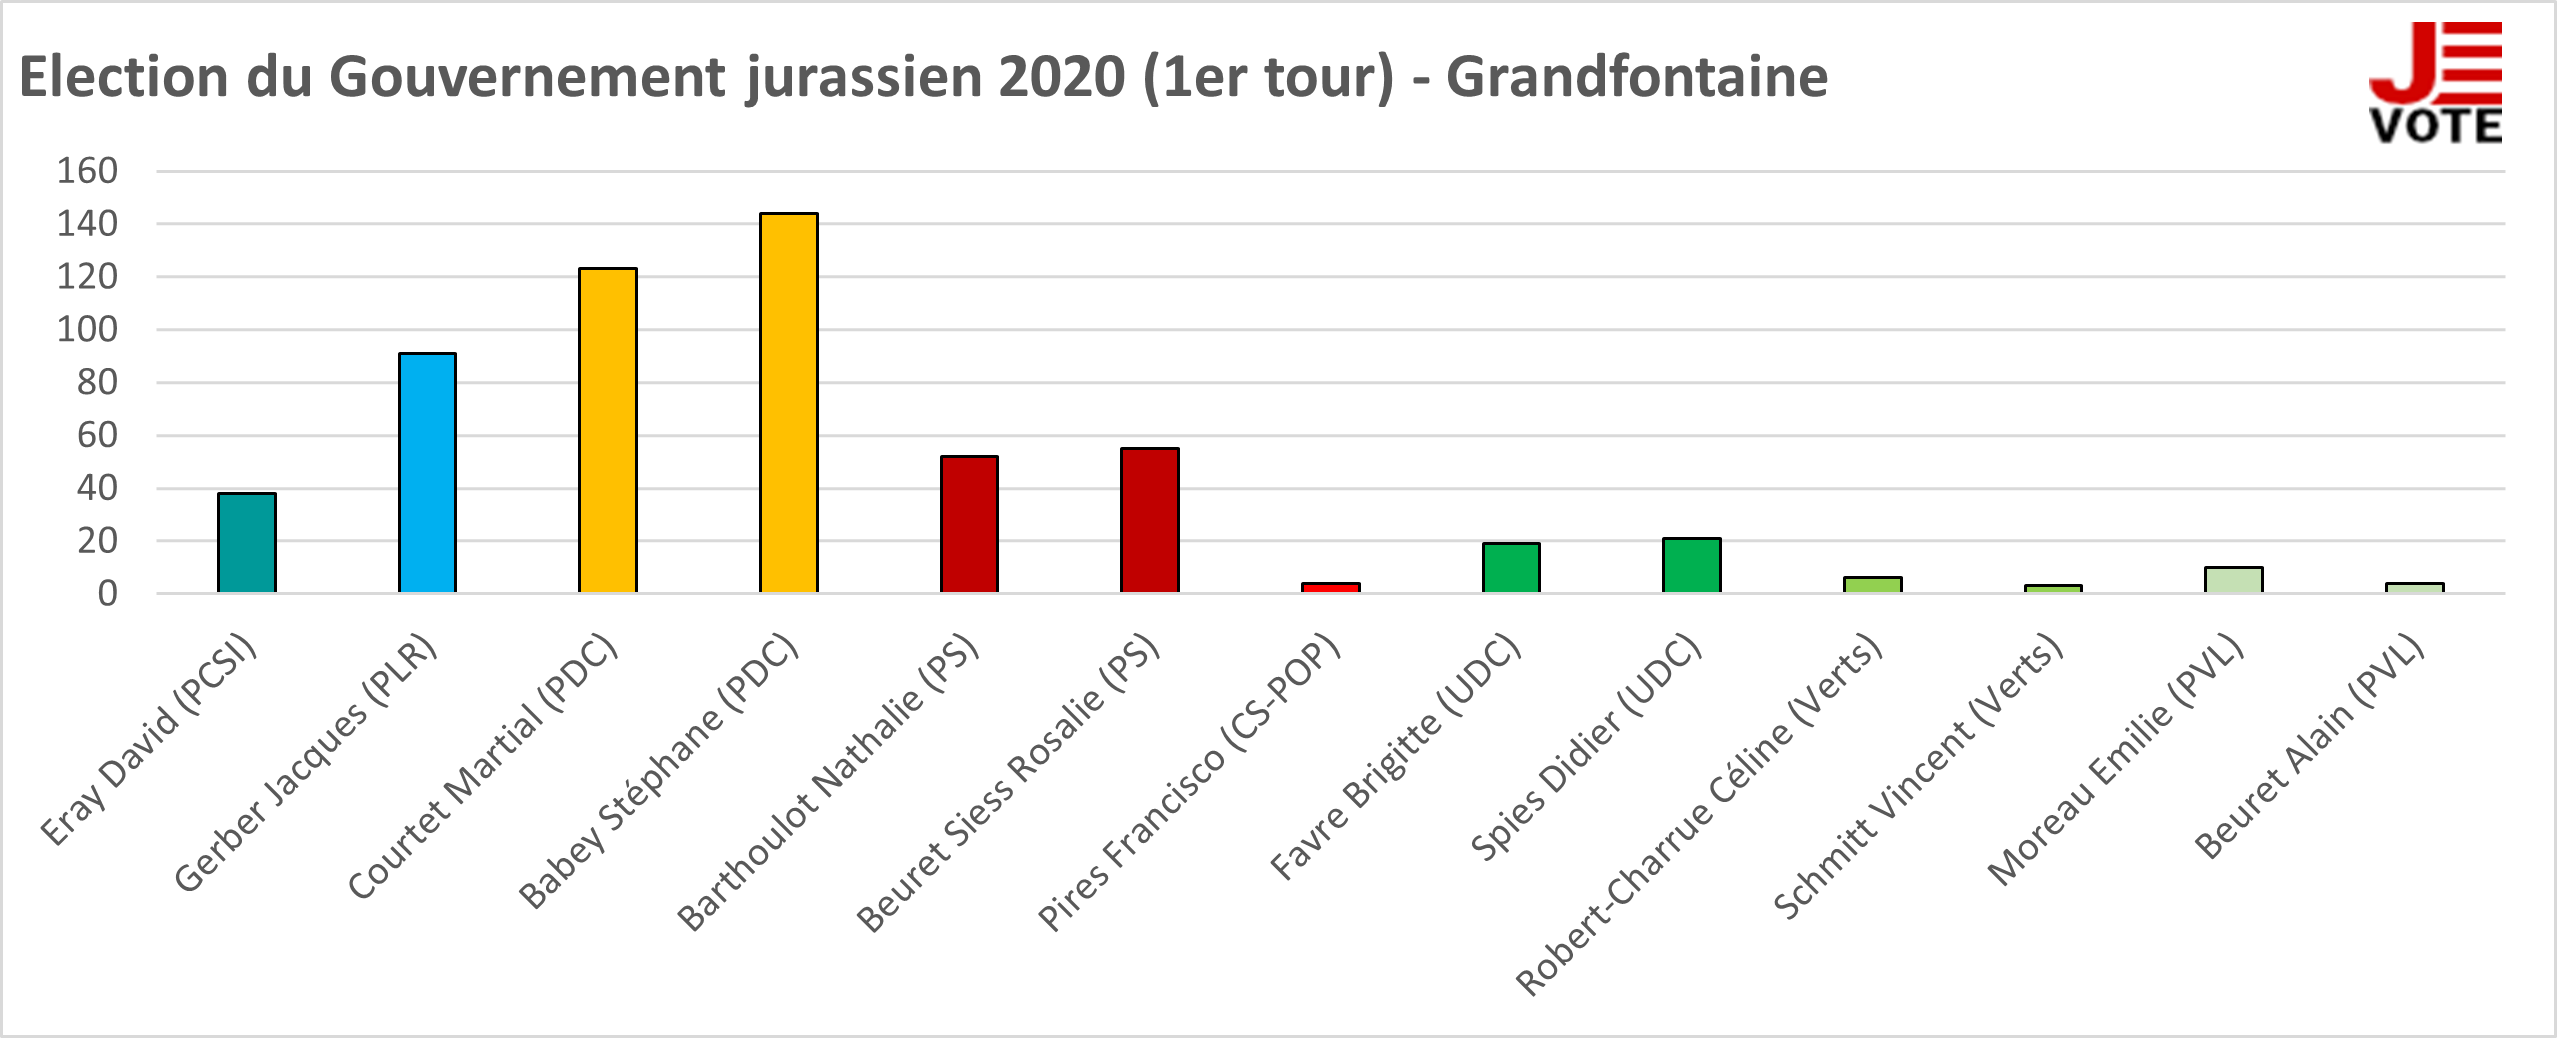 Election du Gouvernement jurassien 2020 (1er tour) - Grandfontaine
JE
VOTE
160
140
120
100
80
60
40
20
0
Eray David (PCSI)
Gerber Jacques (PLR)
Courtet Martial (PDC)
Babey Stéphane (PDC)
Barthoulot Nathalie (PS)
Beuret Siess Rosalie (PS)
Pires Francisco (CS-POP)
Favre Brigitte (UDC)
Spies Didier (UDC)
Robert-Charrue Céline (Verts)
Schmitt Vincent (Verts)
Moreau Emilie (PVL)
Beuret Alain (PVL)